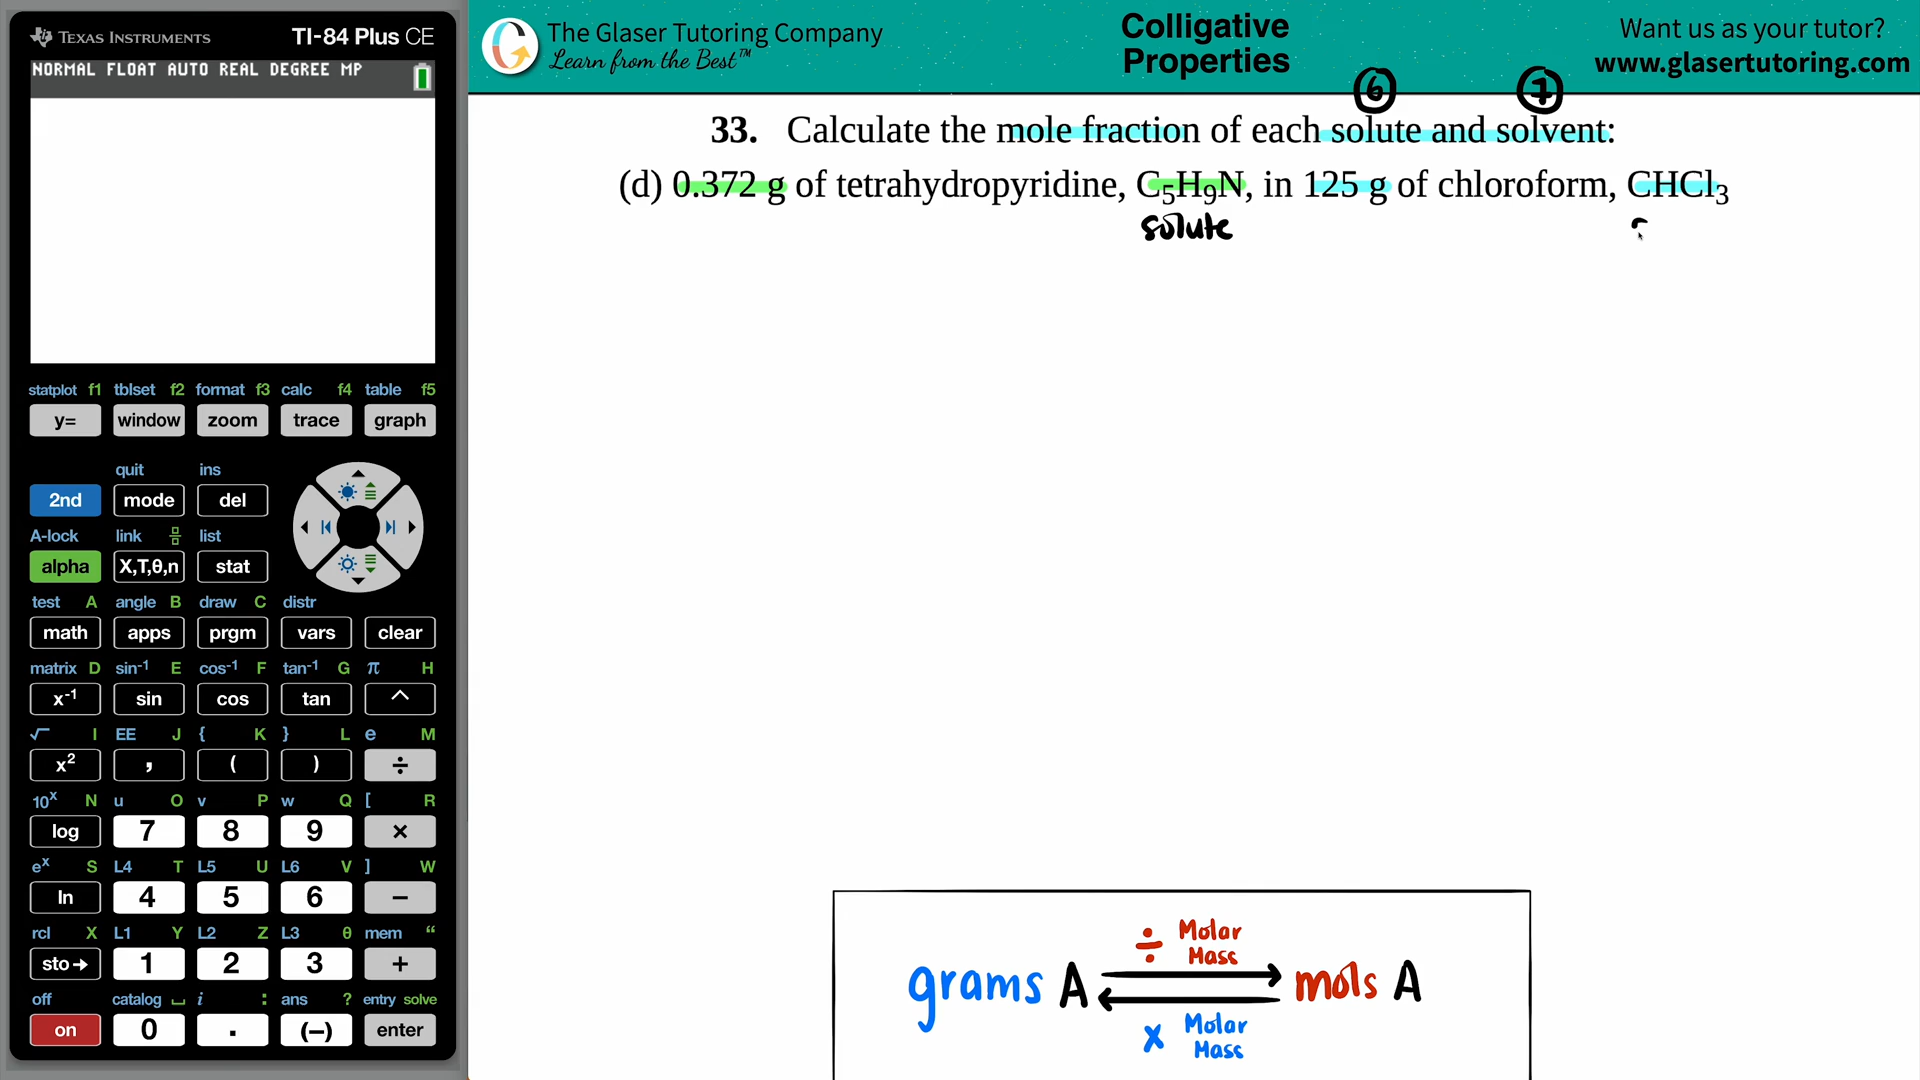 TEXAS INSTRUMENTS TI-84 Plus CE
NORMAL FLOAT AUTO REAL DEGREE MP
statplot f1 tblset f2 format f3 calc f4 table f5
y= window zoom trace graph
quit ins
2nd mode del
A-lock link list
alpha X,T,θ,n stat
test A angle B draw C distr
math apps prgm vars clear
matrix D sin-1 E cos-1 F tan-1 G π H
x-1 sin cos tan ^
√ I EE J { K } L e M
x² , ( ) ÷
10ˣ N u O v P w Q [ R
log 7 8 9 ×
eˣ S L4 T L5 U L6 V ] W
ln 4 5 6 −
rcl X L1 Y L2 Z L3 θ mem “
sto→ 1 2 3 +
off catalog ⎵ i : ans ? entry solve
on 0 . (–) enter
The Glaser Tutoring Company
Learn from the Best™
Colligative
Properties
Want us as your tutor?
www.glasertutoring.com
6 7
33. Calculate the mole fraction of each solute and solvent:
(d) 0.372 g of tetrahydropyridine, C₅H₉N, in 125 g of chloroform, CHCl₃
solute
÷ Molar
Mass
grams A mols A
x Molar
Mass